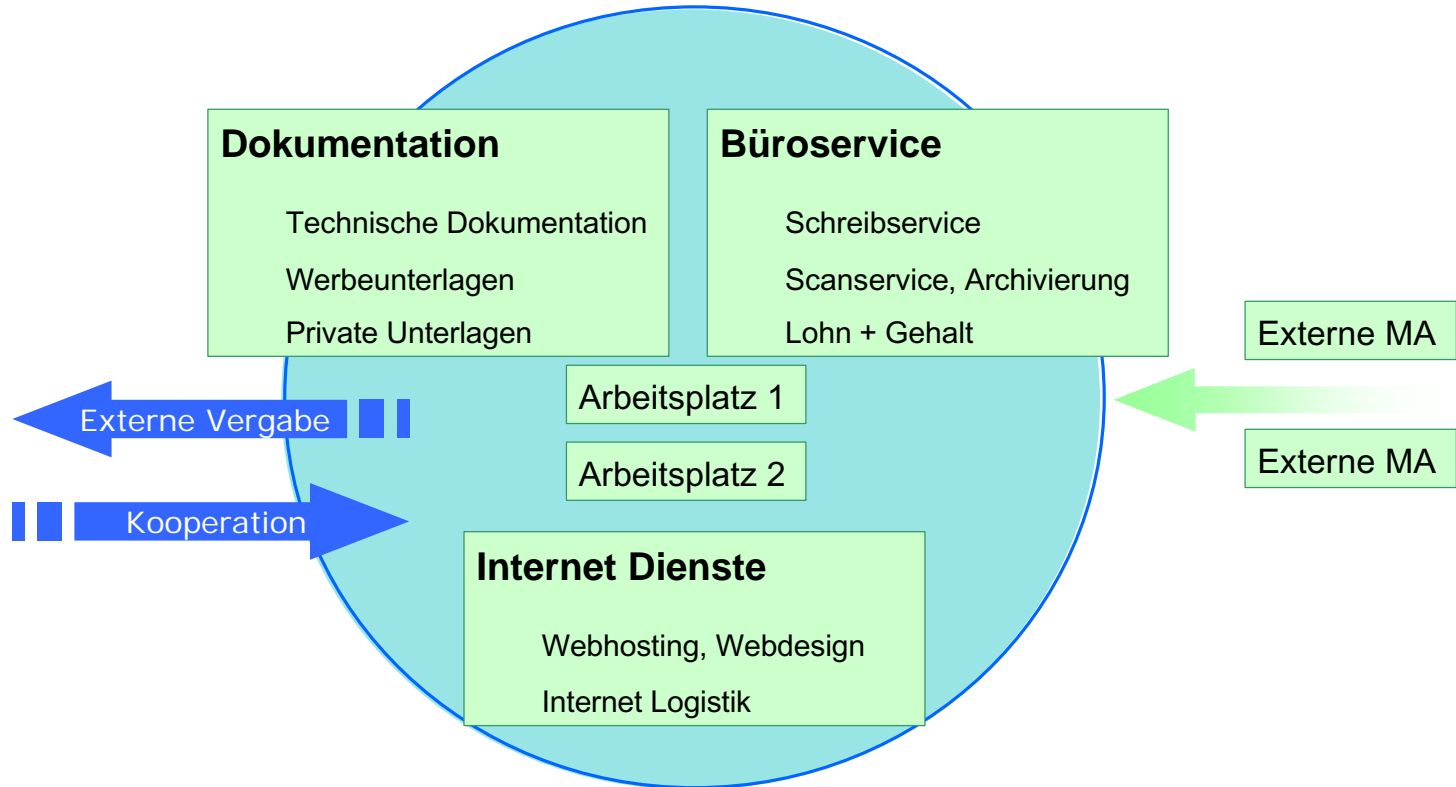 Dokumentation
Technische Dokumentation
Werbeunterlagen
Private Unterlagen
Büroservice
Schreibservice
Scanservice, Archivierung
Lohn + Gehalt
Externe MA
Externe MA
Arbeitsplatz 1
Arbeitsplatz 2
Externe Vergabe
Kooperation
Internet Dienste
Webhosting, Webdesign
Internet Logistik